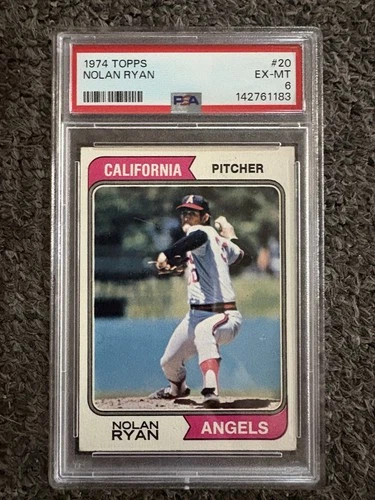 1974 TOPPS #20
NOLAN RYAN EX-MT
6
PSA 142761183
CALIFORNIA PITCHER
NOLAN
RYAN ANGELS